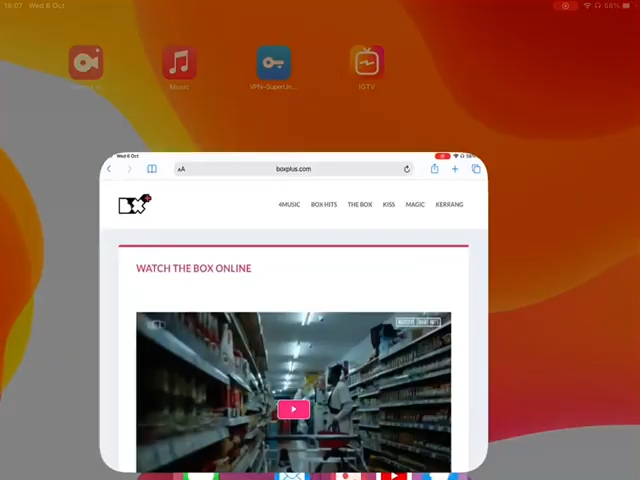 18:07 Wed 6 Oct
58%
Music
VPN-SuperUn...
IGTV
Wed 6 Oct
AA
boxplus.com
BX+
4MUSIC BOX HITS THE BOX KISS MAGIC KERRANG
WATCH THE BOX ONLINE